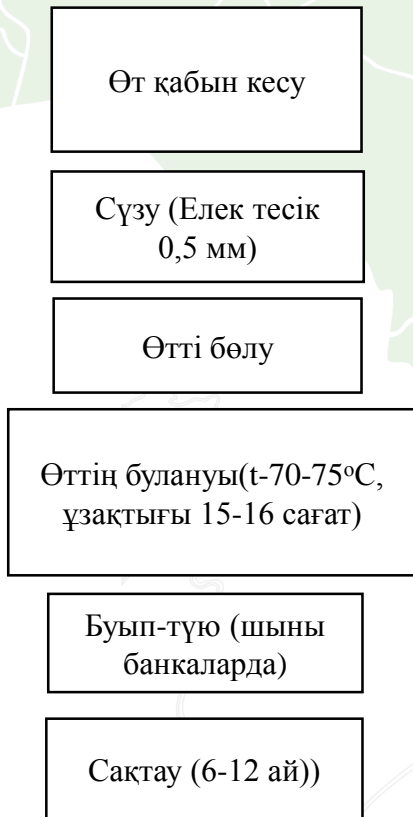 Өт қабын кесу
Сүзу (Елек тесік
0,5 мм)
Өтті бөлу
Өттің булануы(t-70-75ᵒС,
ұзақтығы 15-16 сағат)
Буып-түю (шыны
банкаларда)
Сақтау (6-12 ай))